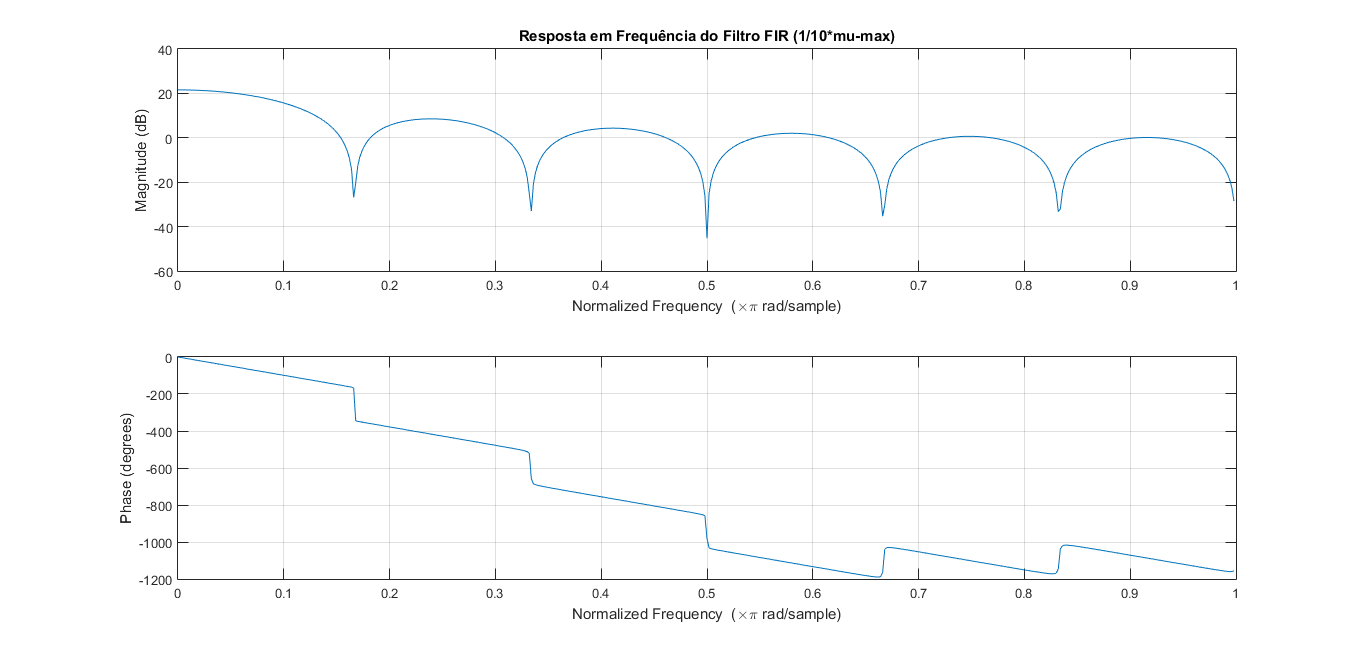 Resposta em Frequência do Filtro FIR (1/10*mu-max)
40
20
0
-20
-40
-60
Magnitude (dB)
0 0.1 0.2 0.3 0.4 0.5 0.6 0.7 0.8 0.9 1
Normalized Frequency (×π rad/sample)
0
-200
-400
-600
-800
-1000
-1200
Phase (degrees)
0 0.1 0.2 0.3 0.4 0.5 0.6 0.7 0.8 0.9 1
Normalized Frequency (×π rad/sample)